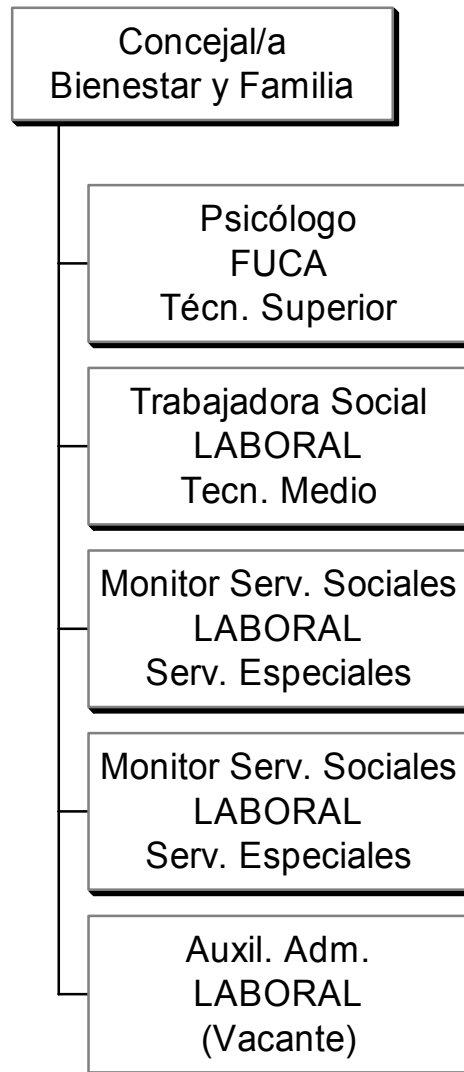 Concejal/a
Bienestar y Familia
Psicólogo
FUCA
Técn. Superior
Trabajadora Social
LABORAL
Tecn. Medio
Monitor Serv. Sociales
LABORAL
Serv. Especiales
Monitor Serv. Sociales
LABORAL
Serv. Especiales
Auxil. Adm.
LABORAL
(Vacante)